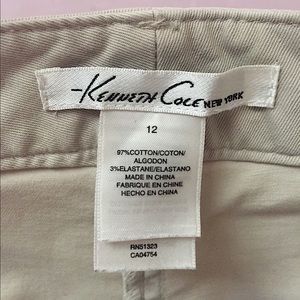 KENNETH COLE NEW YORK
12
97%COTTON/COTON/
ALGODON
3%ELASTANE/ELASTANO
MADE IN CHINA
FABRIQUE EN CHINE
HECHO EN CHINA
RN51323
CA04754